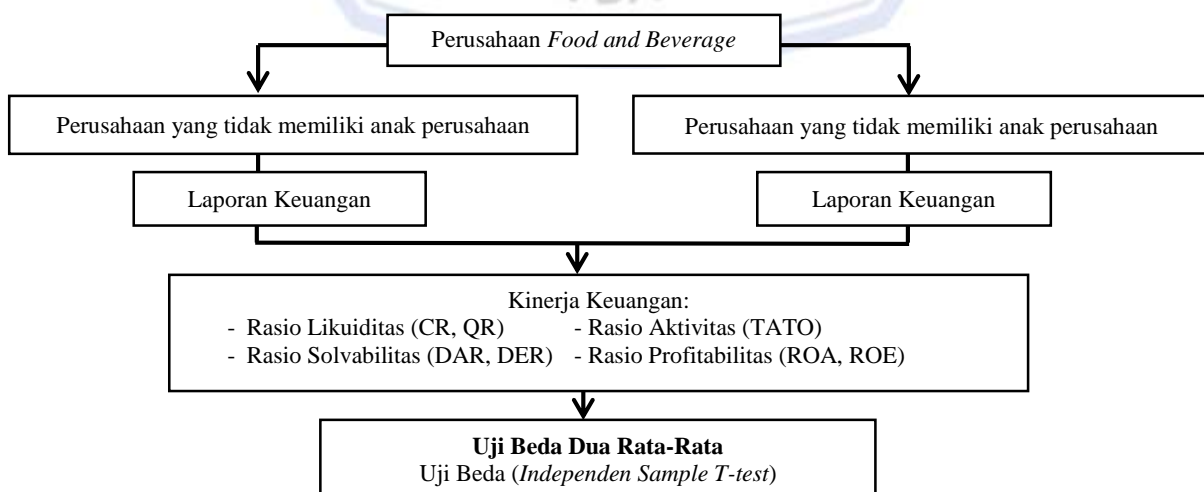 Perusahaan Food and Beverage
Perusahaan yang tidak memiliki anak perusahaan
Perusahaan yang tidak memiliki anak perusahaan
Laporan Keuangan
Laporan Keuangan
Kinerja Keuangan:
- Rasio Likuiditas (CR, QR) - Rasio Aktivitas (TATO)
- Rasio Solvabilitas (DAR, DER) - Rasio Profitabilitas (ROA, ROE)
Uji Beda Dua Rata-Rata
Uji Beda (Independen Sample T-test)